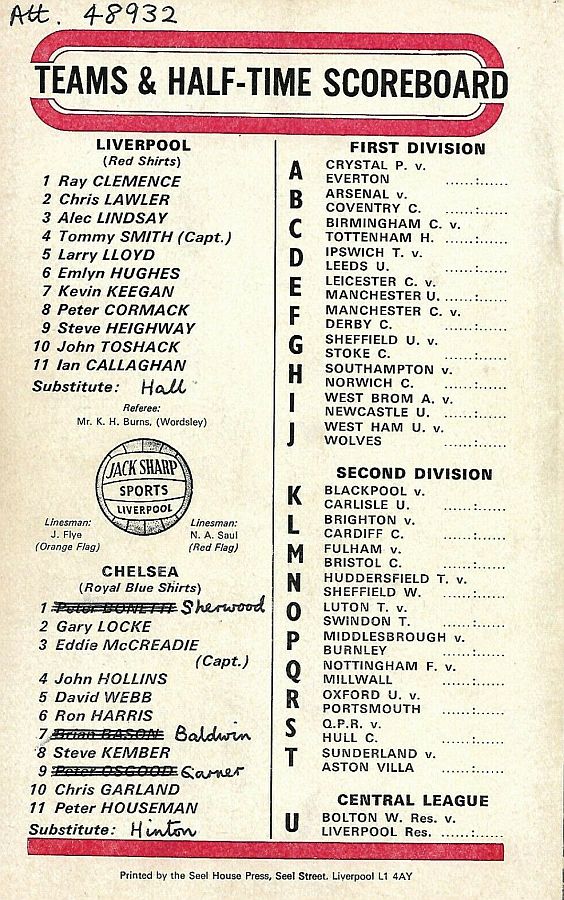 Att. 48932
TEAMS & HALF-TIME SCOREBOARD
LIVERPOOL
(Red Shirts)
1 Ray CLEMENCE
2 Chris LAWLER
3 Alec LINDSAY
4 Tommy SMITH (Capt.)
5 Larry LLOYD
6 Emlyn HUGHES
7 Kevin KEEGAN
8 Peter CORMACK
9 Steve HEIGHWAY
10 John TOSHACK
11 Ian CALLAGHAN
Substitute: Hall
Referee:
Mr. K. H. Burns, (Wordsley)
JACK SHARP
SPORTS
LIVERPOOL
Linesman:
J. Flye
(Orange Flag)
Linesman:
N. A. Saul
(Red Flag)
CHELSEA
(Royal Blue Shirts)
1 Peter BONETTI Sherwood
2 Gary LOCKE
3 Eddie McCREADIE
(Capt.)
4 John HOLLINS
5 David WEBB
6 Ron HARRIS
7 Brian BASON Baldwin
8 Steve KEMBER
9 Peter OSGOOD Garner
10 Chris GARLAND
11 Peter HOUSEMAN
Substitute: Hinton
FIRST DIVISION
A CRYSTAL P. v.
EVERTON ......:......
B ARSENAL v.
COVENTRY C. ......:......
C BIRMINGHAM C. v.
TOTTENHAM H. ......:......
D IPSWICH T. v.
LEEDS U. ......:......
E LEICESTER C. v.
MANCHESTER U. ......:......
F MANCHESTER C. v.
DERBY C. ......:......
G SHEFFIELD U. v.
STOKE C. ......:......
H SOUTHAMPTON v.
NORWICH C. ......:......
I WEST BROM A. v.
NEWCASTLE U. ......:......
J WEST HAM U. v.
WOLVES ......:......
SECOND DIVISION
K BLACKPOOL v.
CARLISLE U. ......:......
L BRIGHTON v.
CARDIFF C. ......:......
M FULHAM v.
BRISTOL C. ......:......
N HUDDERSFIELD T. v.
SHEFFIELD W. ......:......
O LUTON T. v.
SWINDON T. ......:......
P MIDDLESBROUGH v.
BURNLEY ......:......
Q NOTTINGHAM F. v.
MILLWALL ......:......
R OXFORD U. v.
PORTSMOUTH ......:......
S Q.P.R. v.
HULL C. ......:......
T SUNDERLAND v.
ASTON VILLA ......:......
CENTRAL LEAGUE
U BOLTON W. Res. v.
LIVERPOOL Res. ......:......
Printed by the Seel House Press, Seel Street, Liverpool L1 4AY